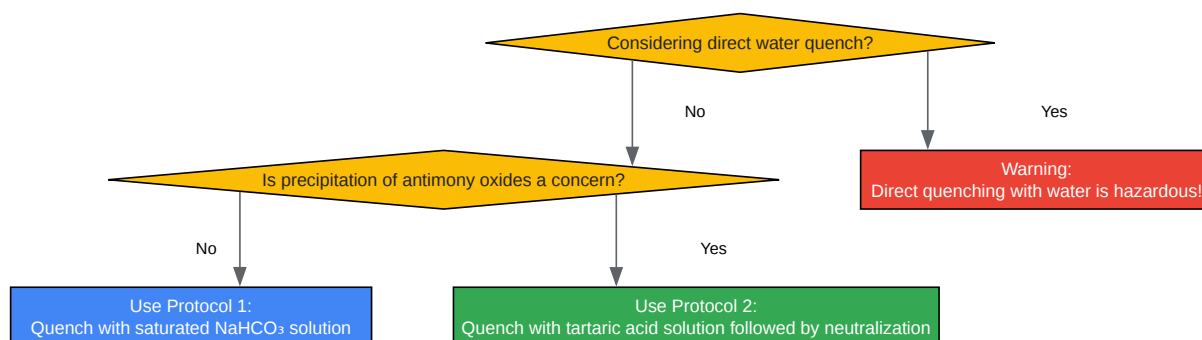 Considering direct water quench?
No
Yes
Is precipitation of antimony oxides a concern?
Warning:
Direct quenching with water is hazardous!
No
Yes
Use Protocol 1:
Quench with saturated NaHCO₃ solution
Use Protocol 2:
Quench with tartaric acid solution followed by neutralization